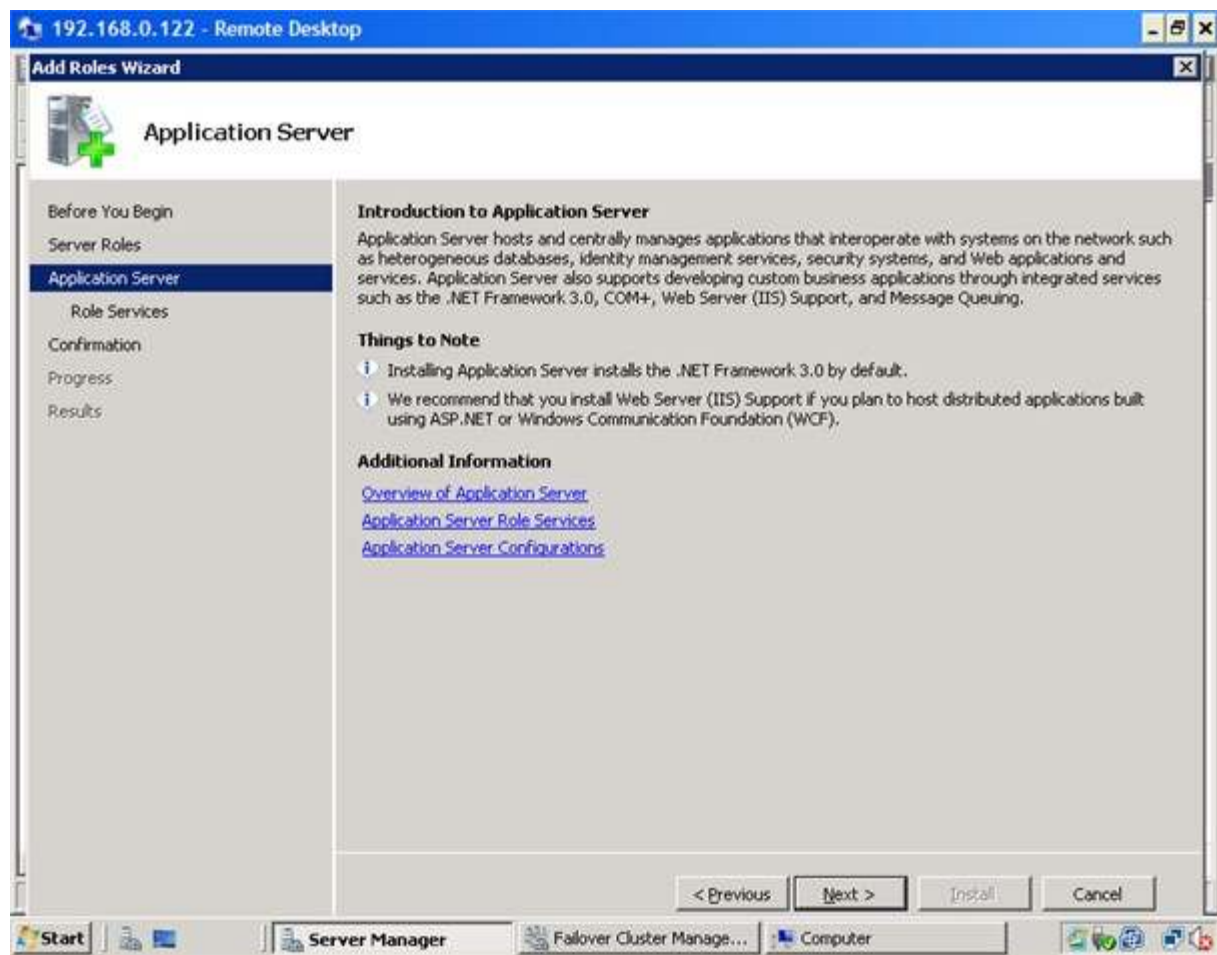 192.168.0.122 - Remote Desktop
Add Roles Wizard
Application Server
Before You Begin
Server Roles
Application Server
Role Services
Confirmation
Progress
Results
Introduction to Application Server
Application Server hosts and centrally manages applications that interoperate with systems on the network such
as heterogeneous databases, identity management services, security systems, and Web applications and
services. Application Server also supports developing custom business applications through integrated services
such as the .NET Framework 3.0, COM+, Web Server (IIS) Support, and Message Queuing.
Things to Note
Installing Application Server installs the .NET Framework 3.0 by default.
We recommend that you install Web Server (IIS) Support if you plan to host distributed applications built
using ASP.NET or Windows Communication Foundation (WCF).
Additional Information
Overview of Application Server
Application Server Role Services
Application Server Configurations
< Previous
Next >
Install
Cancel
Start
Server Manager
Failover Cluster Manage...
Computer